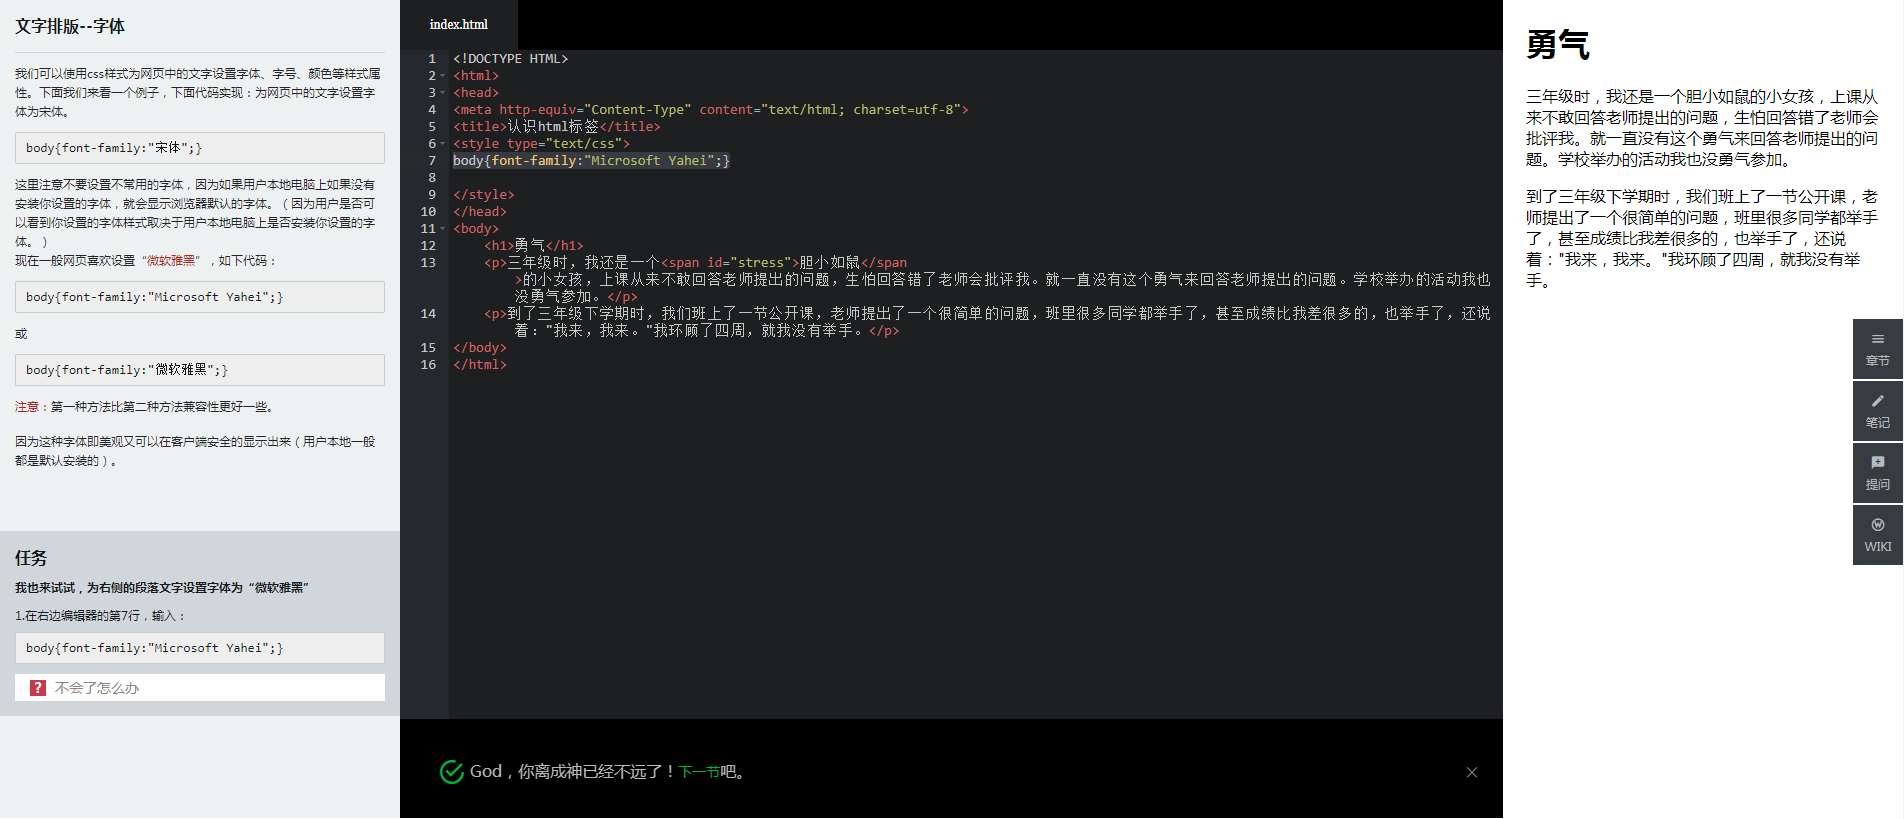 文字排版--字体
我们可以使用css样式为网页中的文字设置字体、字号、颜色等样式属
性。下面我们来看一个例子，下面代码实现：为网页中的文字设置字
体为宋体。
body{font-family:"宋体";}
这里注意不要设置不常用的字体，因为如果用户本地电脑上如果没有
安装你设置的字体，就会显示浏览器默认的字体。（因为用户是否可
以看到你设置的字体样式取决于用户本地电脑上是否安装你设置的字
体。）
现在一般网页喜欢设置“微软雅黑”，如下代码：
body{font-family:"Microsoft Yahei";}
或
body{font-family:"微软雅黑";}
注意：第一种方法比第二种方法兼容性更好一些。
因为这种字体即美观又可以在客户端安全的显示出来（用户本地一般
都是默认安装的）。
任务
我也来试试，为右侧的段落文字设置字体为“微软雅黑”
1.在右边编辑器的第7行，输入：
body{font-family:"Microsoft Yahei";}
? 不会了怎么办
index.html
1 <!DOCTYPE HTML>
2 <html>
3 <head>
4 <meta http-equiv="Content-Type" content="text/html; charset=utf-8">
5 <title>认识html标签</title>
6 <style type="text/css">
7 body{font-family:"Microsoft Yahei";}
8
9 </style>
10 </head>
11 <body>
12 <h1>勇气</h1>
13 <p>三年级时，我还是一个<span id="stress">胆小如鼠</span
>的小女孩，上课从来不敢回答老师提出的问题，生怕回答错了老师会批评我。就一直没有这个勇气来回答老师提出的问题。学校举办的活动我也
没勇气参加。</p>
14 <p>到了三年级下学期时，我们班上了一节公开课，老师提出了一个很简单的问题，班里很多同学都举手了，甚至成绩比我差很多的，也举手了，还说
着："我来，我来。"我环顾了四周，就我没有举手。</p>
15 </body>
16 </html>
God，你离成神已经不远了！下一节吧。
勇气
三年级时，我还是一个胆小如鼠的小女孩，上课从
来不敢回答老师提出的问题，生怕回答错了老师会
批评我。就一直没有这个勇气来回答老师提出的问
题。学校举办的活动我也没勇气参加。
到了三年级下学期时，我们班上了一节公开课，老
师提出了一个很简单的问题，班里很多同学都举手
了，甚至成绩比我差很多的，也举手了，还说
着："我来，我来。"我环顾了四周，就我没有举
手。
章节
笔记
提问
WIKI